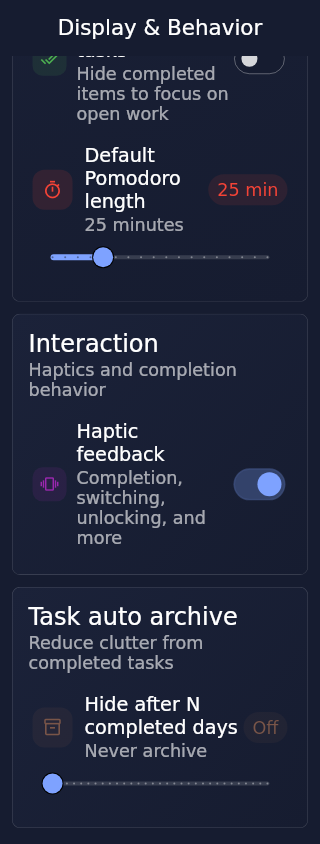 Display & Behavior
Hide completed
items to focus on
open work
Default
Pomodoro
length
25 minutes
25 min
Interaction
Haptics and completion
behavior
Haptic
feedback
Completion,
switching,
unlocking, and
more
Task auto archive
Reduce clutter from
completed tasks
Hide after N
completed days
Never archive
Off